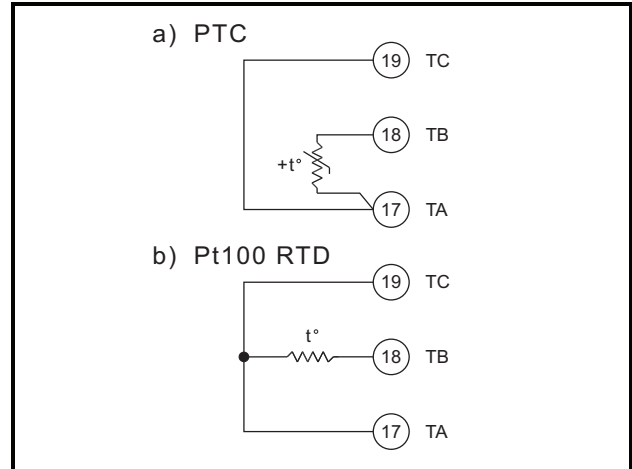 a) PTC
19 TC
18 TB
+t°
17 TA
b) Pt100 RTD
19 TC
t°
18 TB
17 TA